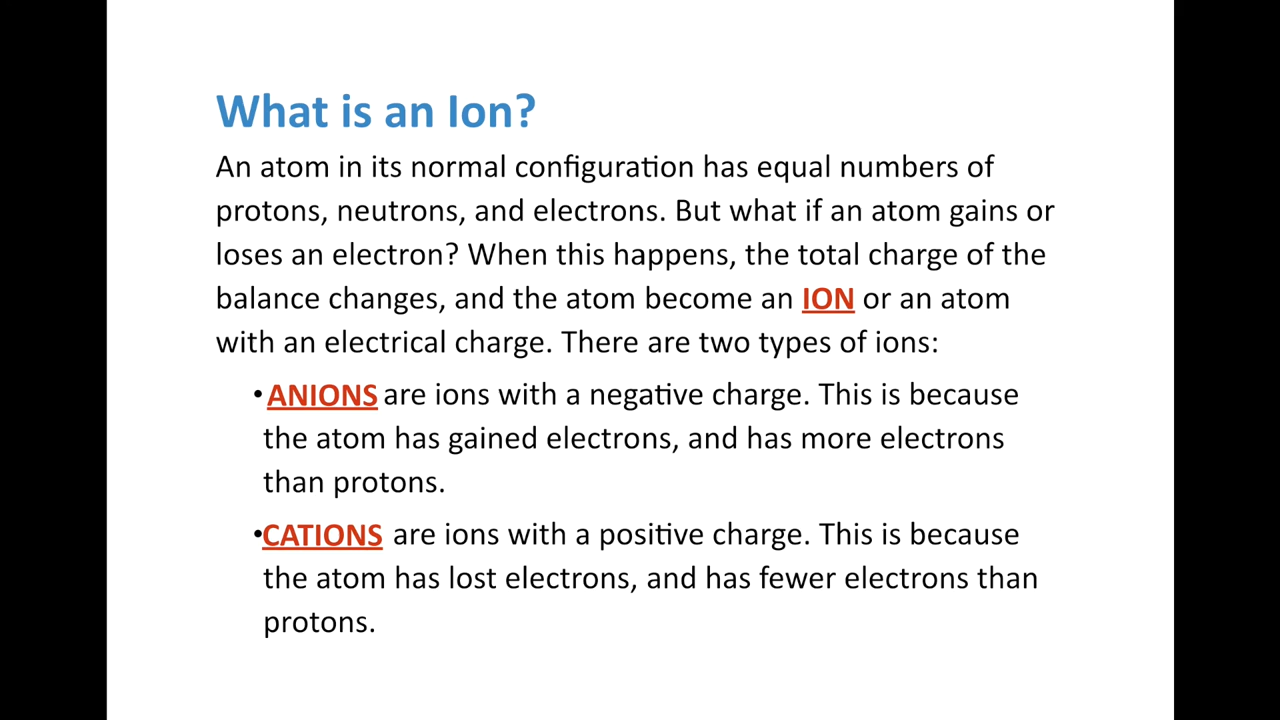 What is an Ion?
An atom in its normal configuration has equal numbers of
protons, neutrons, and electrons. But what if an atom gains or
loses an electron? When this happens, the total charge of the
balance changes, and the atom become an ION or an atom
with an electrical charge. There are two types of ions:
•ANIONS are ions with a negative charge. This is because
the atom has gained electrons, and has more electrons
than protons.
•CATIONS are ions with a positive charge. This is because
the atom has lost electrons, and has fewer electrons than
protons.